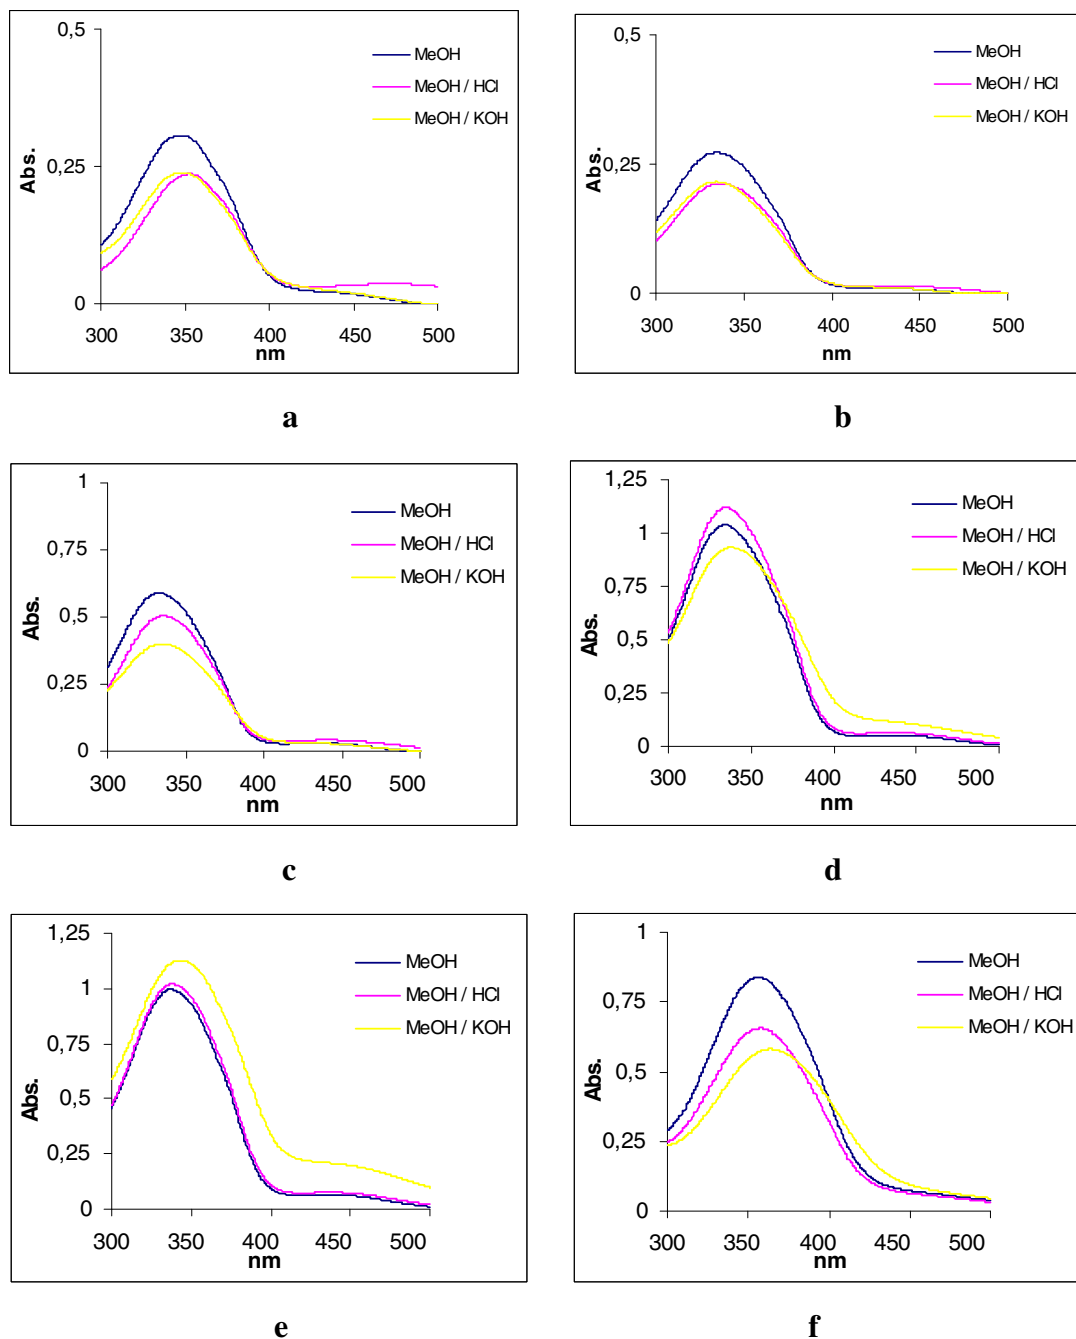 0,5
MeOH
MeOH / HCl
MeOH / KOH
0,25
Abs.
0
300 350 400 450 500
nm
a
0,5
MeOH
MeOH / HCl
MeOH / KOH
0,25
Abs.
0
300 350 400 450 500
nm
b
1
MeOH
0,75
MeOH / HCl
MeOH / KOH
0,5
Abs.
0,25
0
300 350 400 450 500
nm
c
1,25
MeOH
1
MeOH / HCl
MeOH / KOH
0,75
Abs.
0,5
0,25
0
300 350 400 450 500
nm
d
1,25
MeOH
1
MeOH / HCl
MeOH / KOH
0,75
Abs.
0,5
0,25
0
300 350 400 450 500
nm
e
1
MeOH
MeOH / HCl
0,75
MeOH / KOH
Abs.
0,5
0,25
0
300 350 400 450 500
nm
f